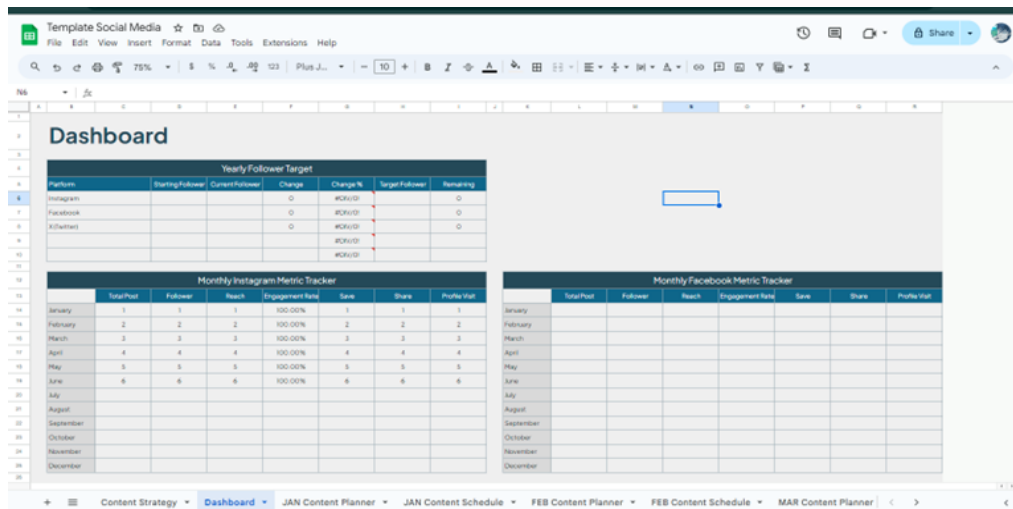 Template Social Media
File Edit View Insert Format Data Tools Extensions Help
Share
75% $ % .0 .00 123 Plus J... 10 B I A
N6 fx
A B C D E F G H I J K L M N O P Q R
Dashboard
Yearly Follower Target
Platform Starting Follower Current Follower Change Change % Target Follower Remaining
Instagram 0 #DIV/0! 0
Facebook 0 #DIV/0! 0
X(Twitter) 0 #DIV/0! 0
#DIV/0!
#DIV/0!
Monthly Instagram Metric Tracker
Total Post Follower Reach Engagement Rate Save Share Profile Visit
January 1 1 1 100.00% 1 1 1
February 2 2 2 100.00% 2 2 2
March 3 3 3 100.00% 3 3 3
April 4 4 4 100.00% 4 4 4
May 5 5 5 100.00% 5 5 5
June 6 6 6 100.00% 6 6 6
July
August
September
October
November
December
Monthly Facebook Metric Tracker
Total Post Follower Reach Engagement Rate Save Share Profile Visit
January
February
March
April
May
June
July
August
September
October
November
December
Content Strategy Dashboard JAN Content Planner JAN Content Schedule FEB Content Planner FEB Content Schedule MAR Content Planner